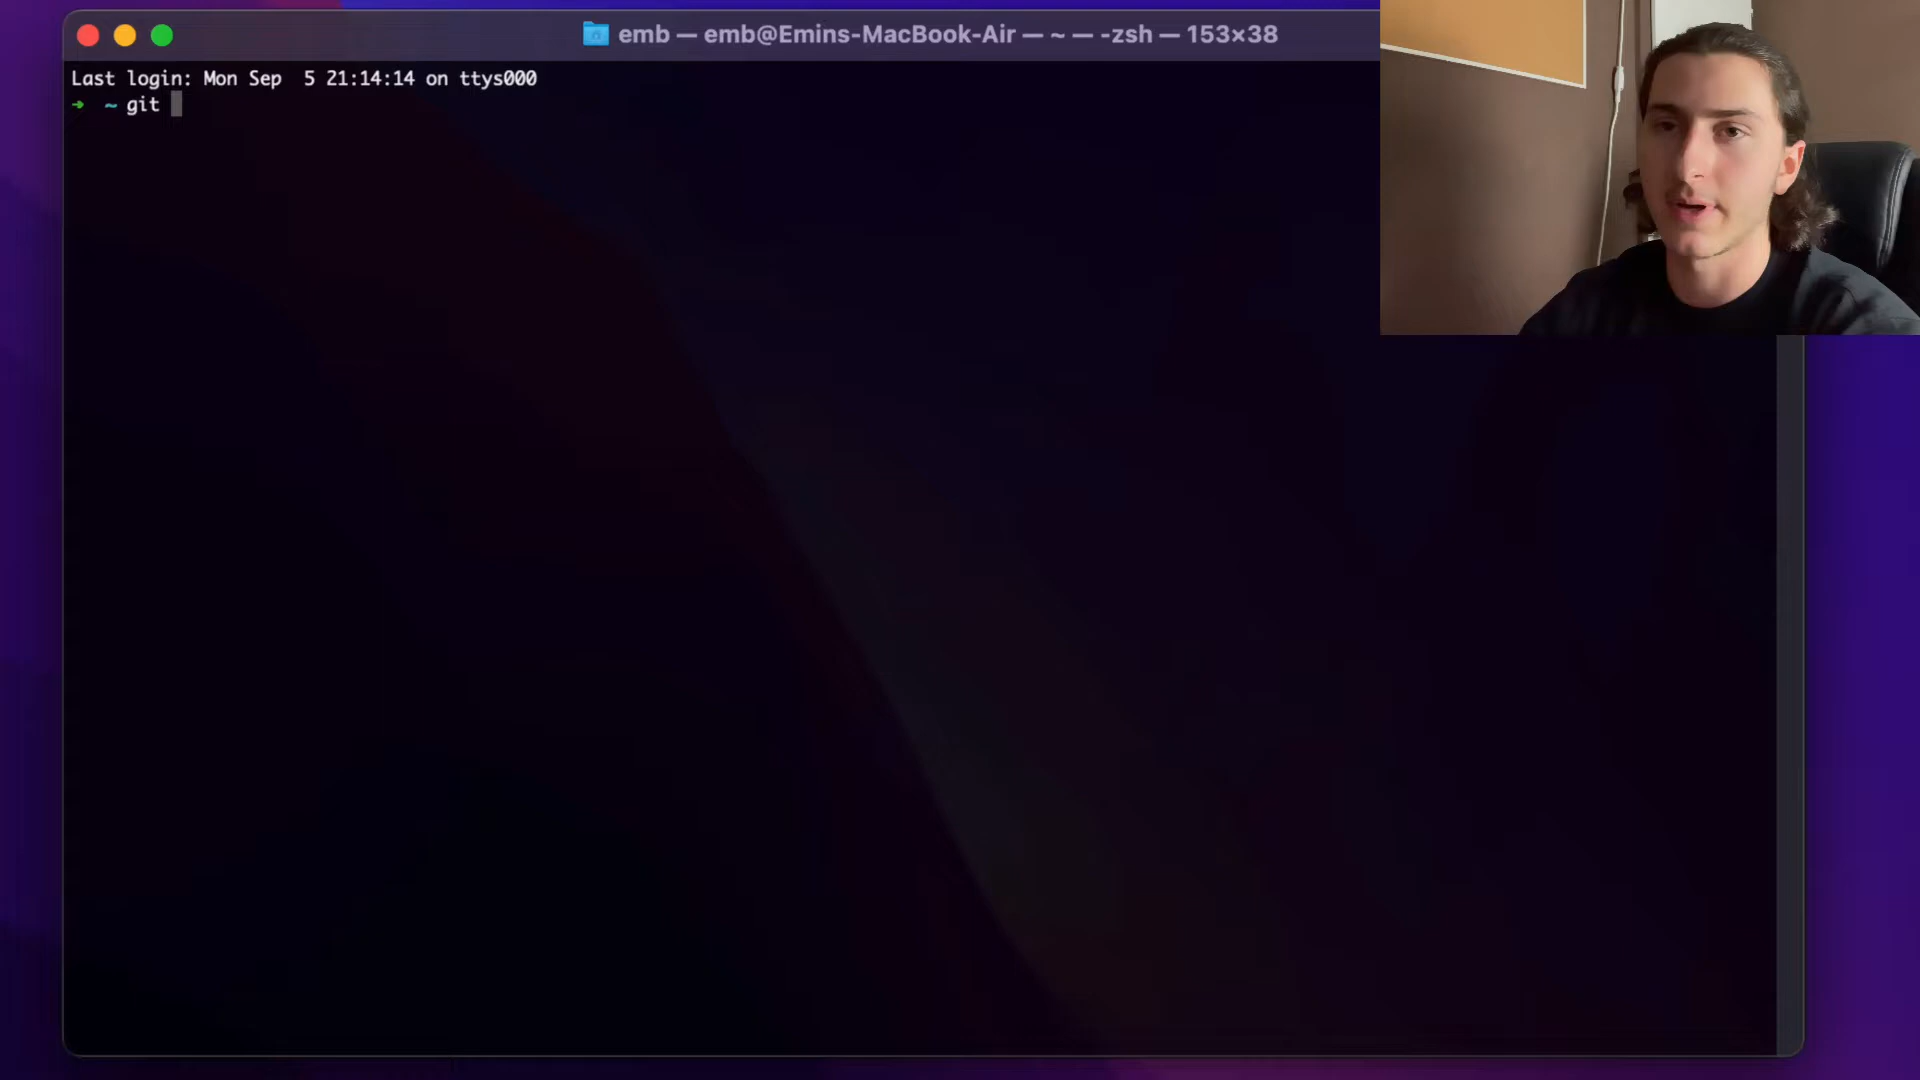 emb — emb@Emins-MacBook-Air — ~ — -zsh — 153×38
Last login: Mon Sep  5 21:14:14 on ttys000
➜  ~ git